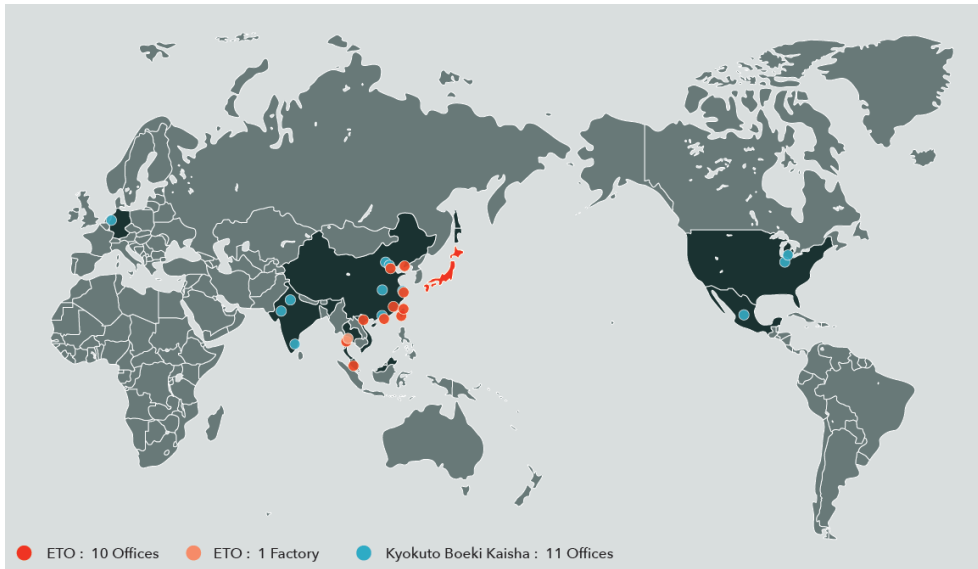 ETO : 10 Offices
ETO : 1 Factory
Kyokuto Boeki Kaisha : 11 Offices